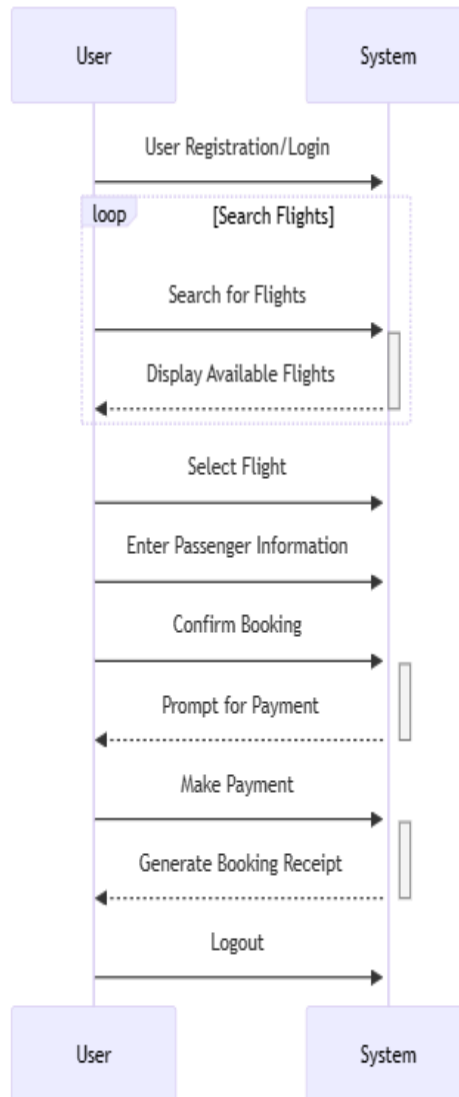 User System
User Registration/Login
loop [Search Flights]
Search for Flights
Display Available Flights
Select Flight
Enter Passenger Information
Confirm Booking
Prompt for Payment
Make Payment
Generate Booking Receipt
Logout
User System